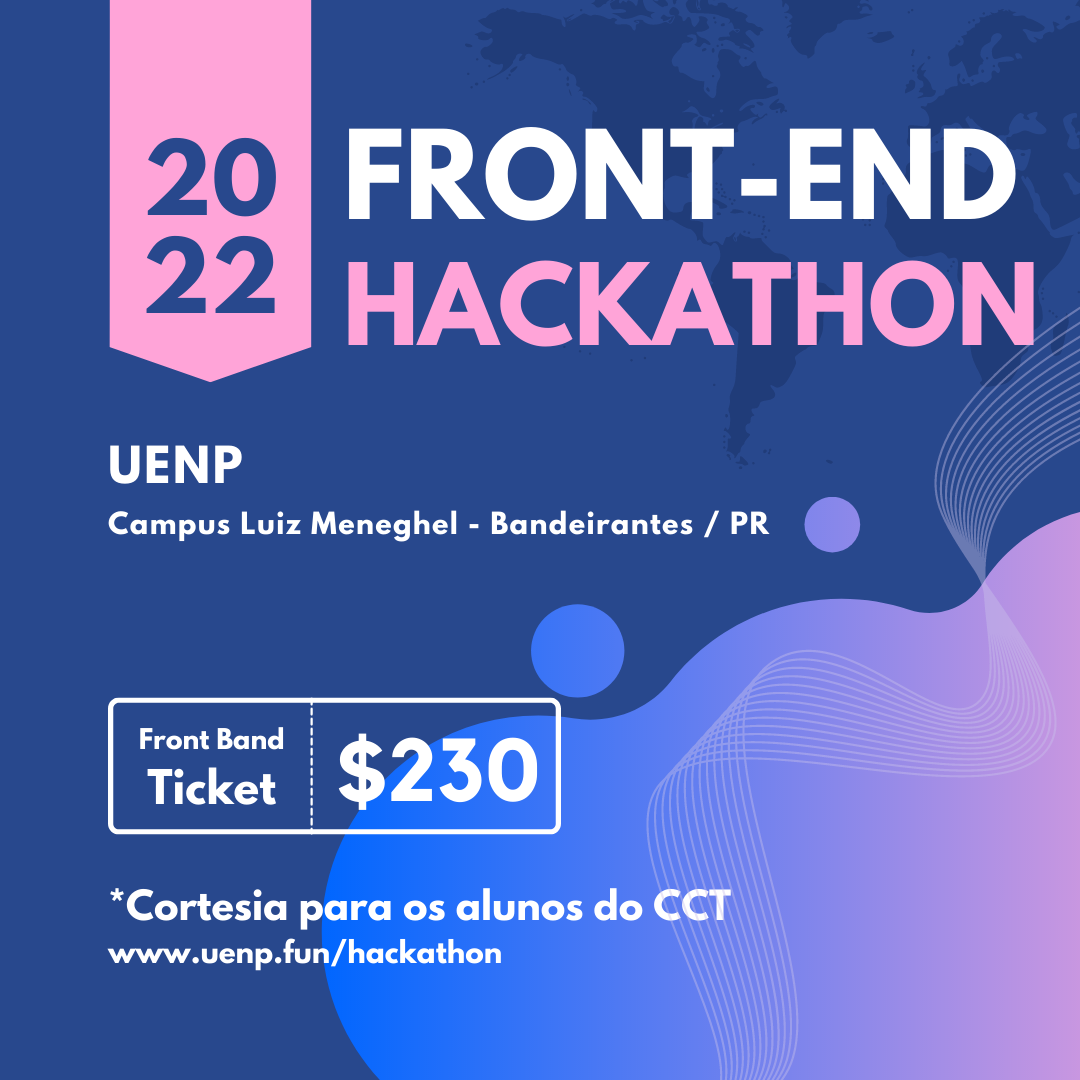 20
22
FRONT-END
HACKATHON
UENP
Campus Luiz Meneghel - Bandeirantes / PR
Front Band
Ticket
$230
*Cortesia para os alunos do CCT
www.uenp.fun/hackathon